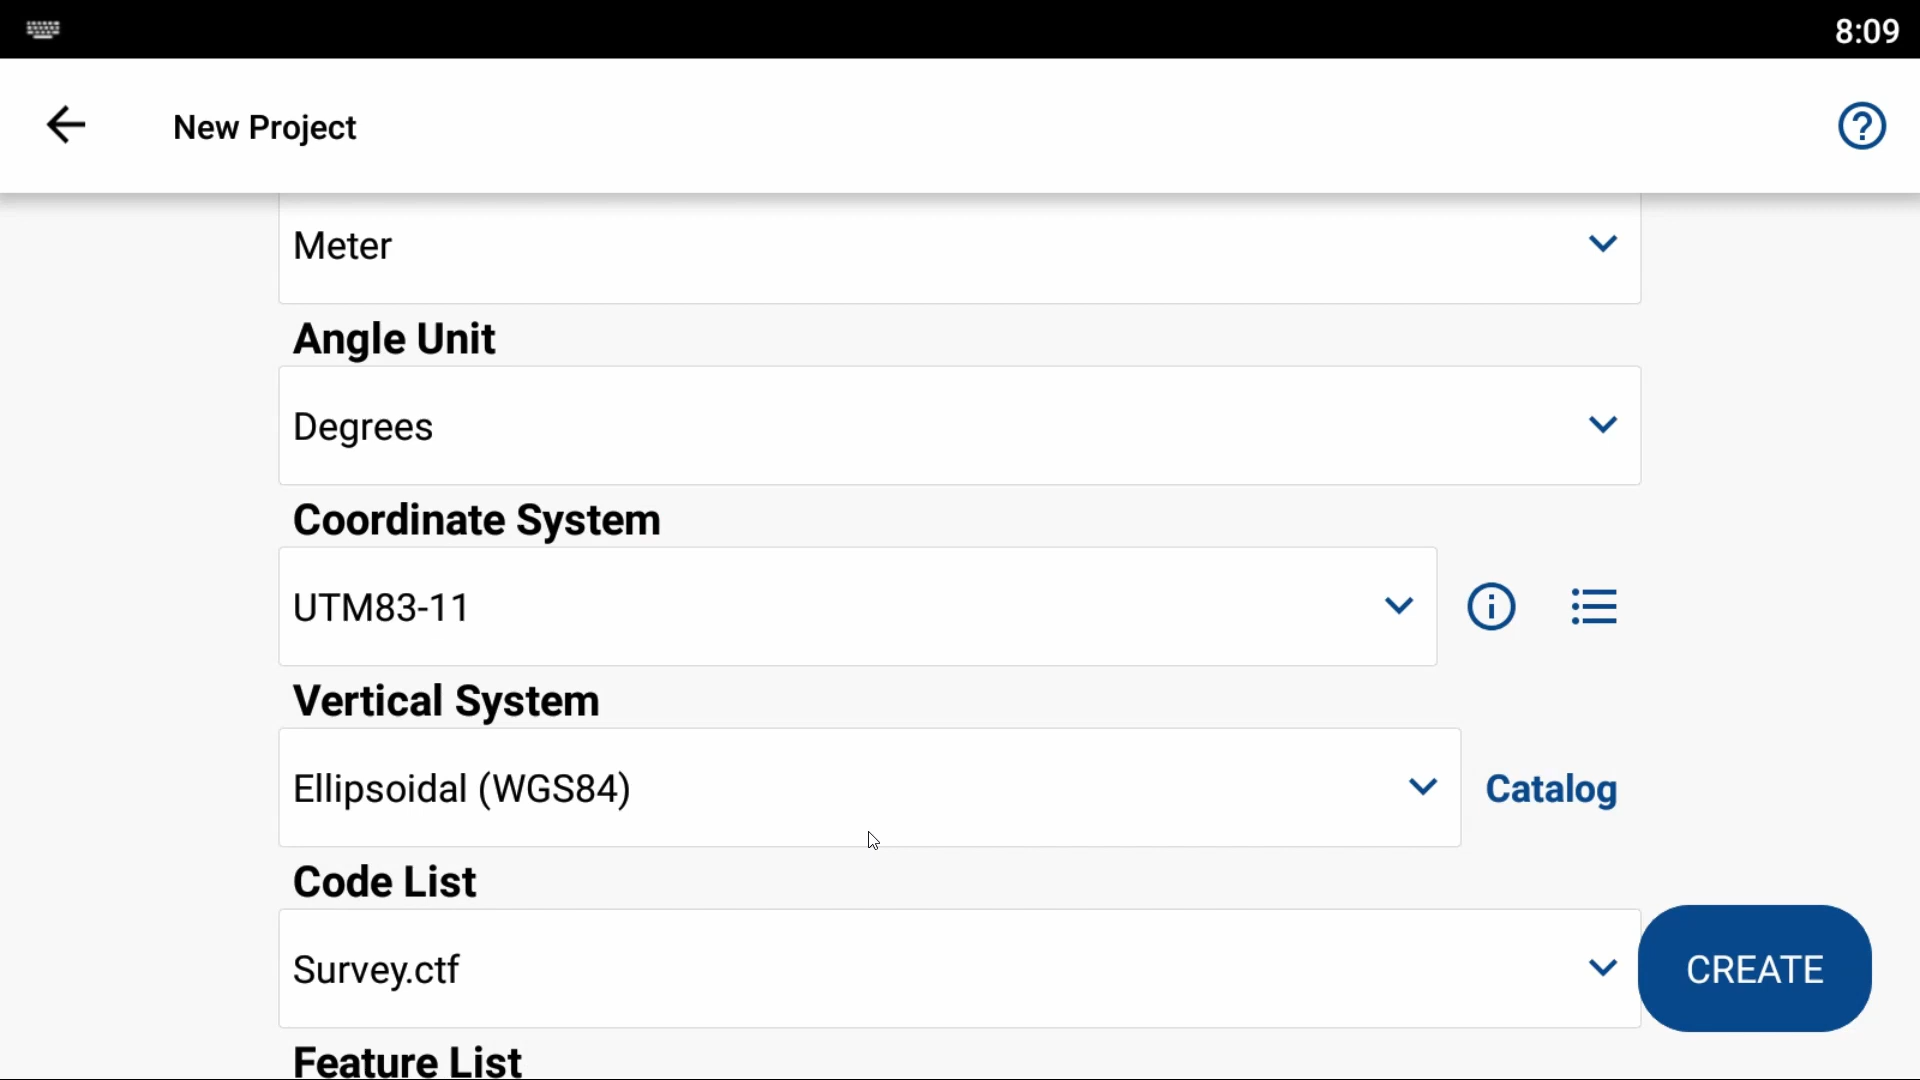 8:09
New Project
Meter
Angle Unit
Degrees
Coordinate System
UTM83-11
Vertical System
Ellipsoidal (WGS84)
Catalog
Code List
Survey.ctf
CREATE
Feature List